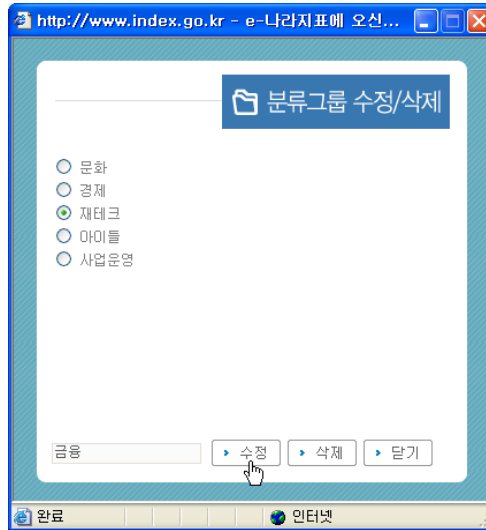 http://www.index.go.kr - e-나라지표에 오신...
분류그룹 수정/삭제
문화
경제
재테크
아이들
사업운영
금융 수정 삭제 닫기
완료 인터넷